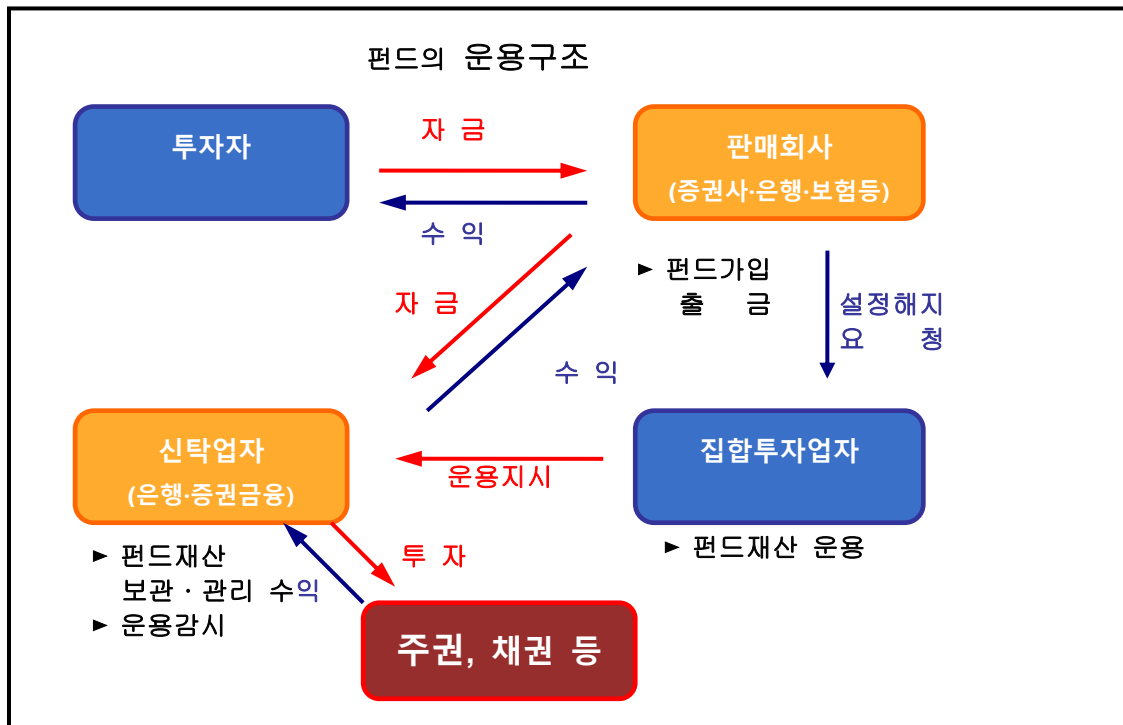 펀드의 운용구조
투자자
자 금
판매회사
(증권사·은행·보험등)
수 익
자 금
► 펀드가입
출 금
설정해지
요 청
수 익
신탁업자
(은행·증권금융)
운용지시
집합투자업자
► 펀드재산 운용
► 펀드재산
보관 · 관리 수익
► 운용감시
투 자
주권, 채권 등